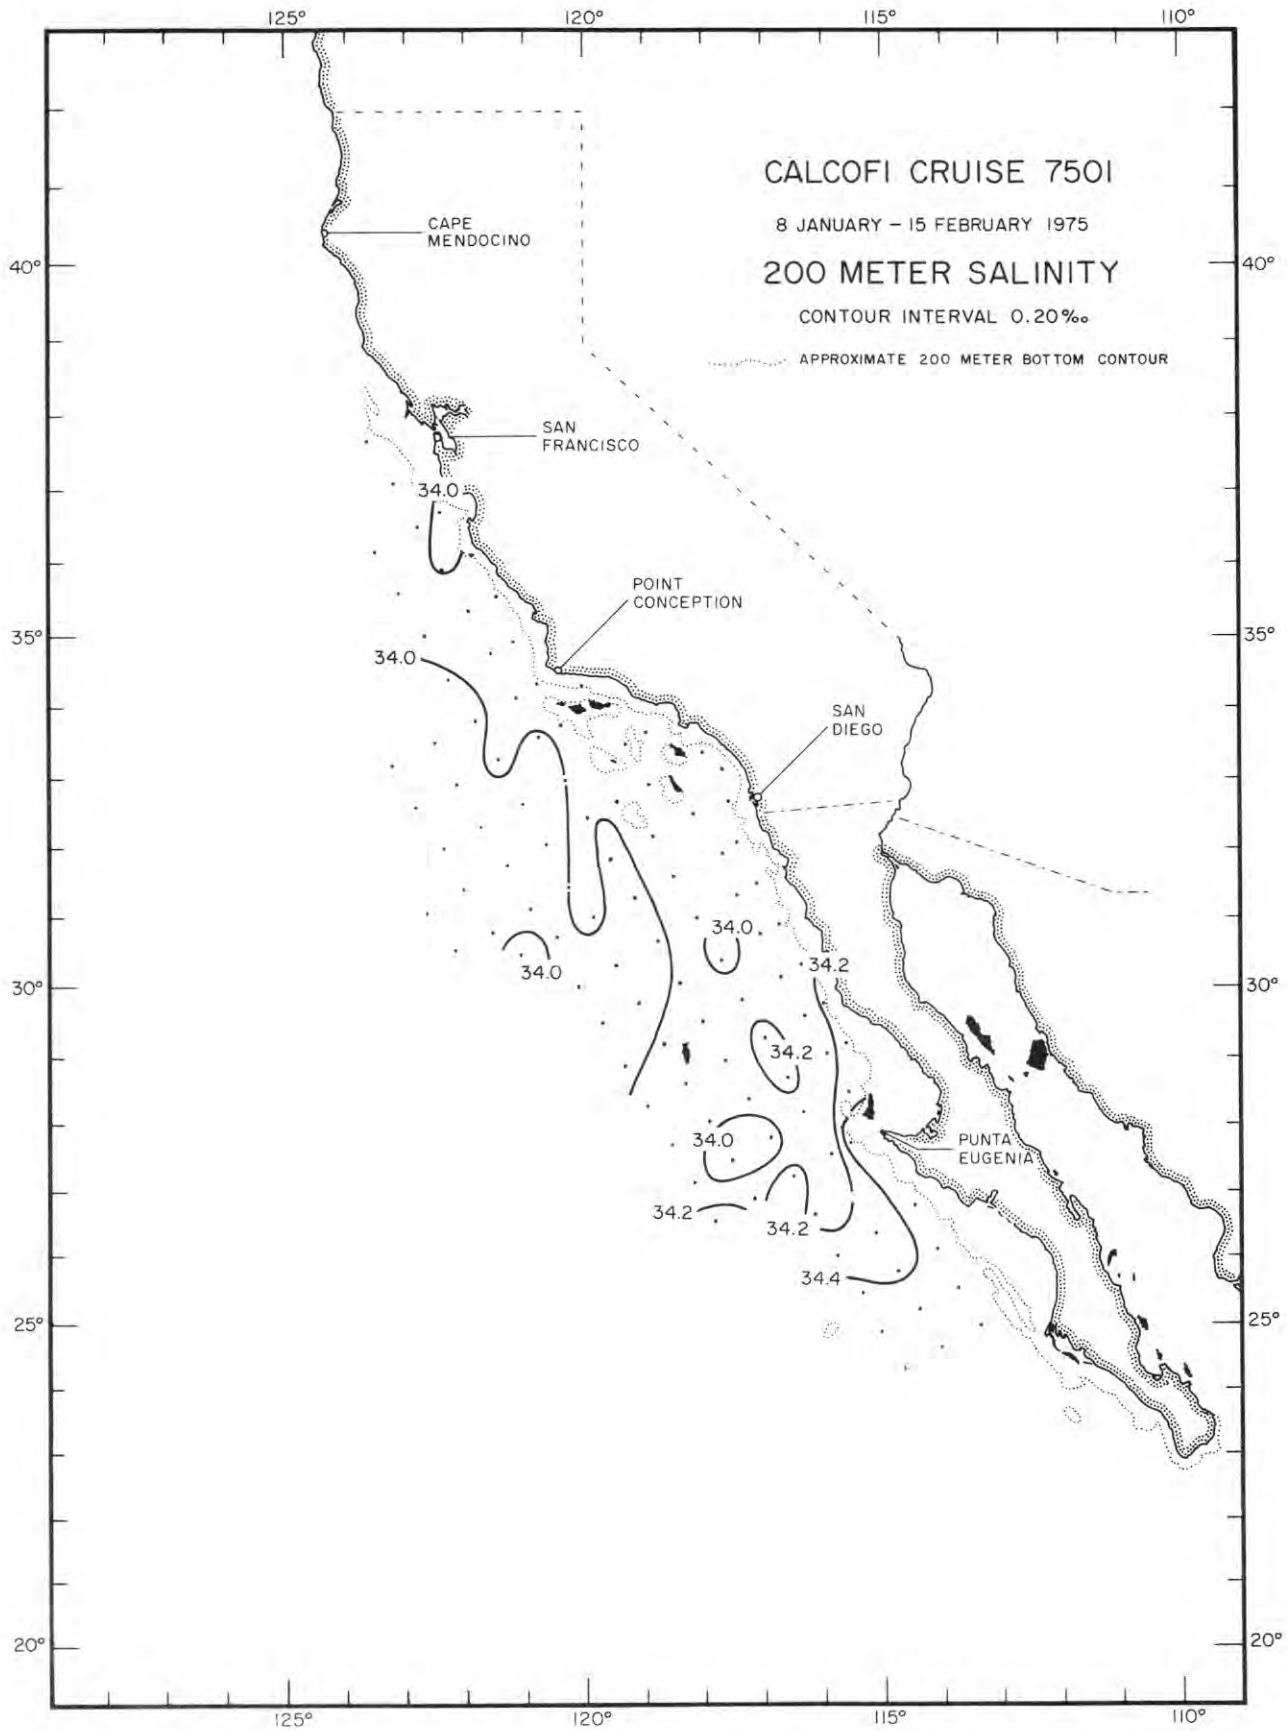 125° 120° 115° 110°
CALCOFI CRUISE 7501
8 JANUARY – 15 FEBRUARY 1975
200 METER SALINITY
CONTOUR INTERVAL 0.20‰
APPROXIMATE 200 METER BOTTOM CONTOUR
CAPE
MENDOCINO
40° 40°
SAN
FRANCISCO
34.0
POINT
CONCEPTION
35° 35°
34.0
SAN
DIEGO
34.0
34.2
34.0
30° 30°
34.2
34.0
PUNTA
EUGENIA
34.2
34.2
34.4
25° 25°
20° 20°
125° 120° 115° 110°